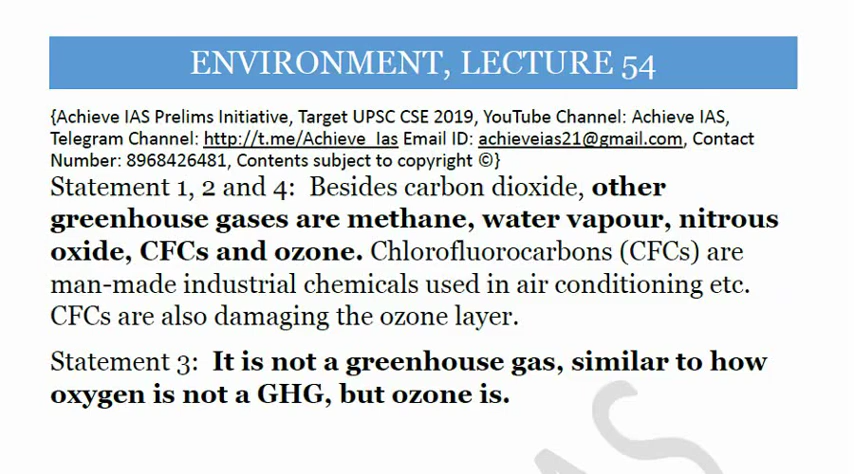 ENVIRONMENT, LECTURE 54
{Achieve IAS Prelims Initiative, Target UPSC CSE 2019, YouTube Channel: Achieve IAS,
Telegram Channel: http://t.me/Achieve_Ias Email ID: achieveias21@gmail.com, Contact
Number: 8968426481, Contents subject to copyright ©}
Statement 1, 2 and 4: Besides carbon dioxide, other
greenhouse gases are methane, water vapour, nitrous
oxide, CFCs and ozone. Chlorofluorocarbons (CFCs) are
man-made industrial chemicals used in air conditioning etc.
CFCs are also damaging the ozone layer.
Statement 3: It is not a greenhouse gas, similar to how
oxygen is not a GHG, but ozone is.
AS